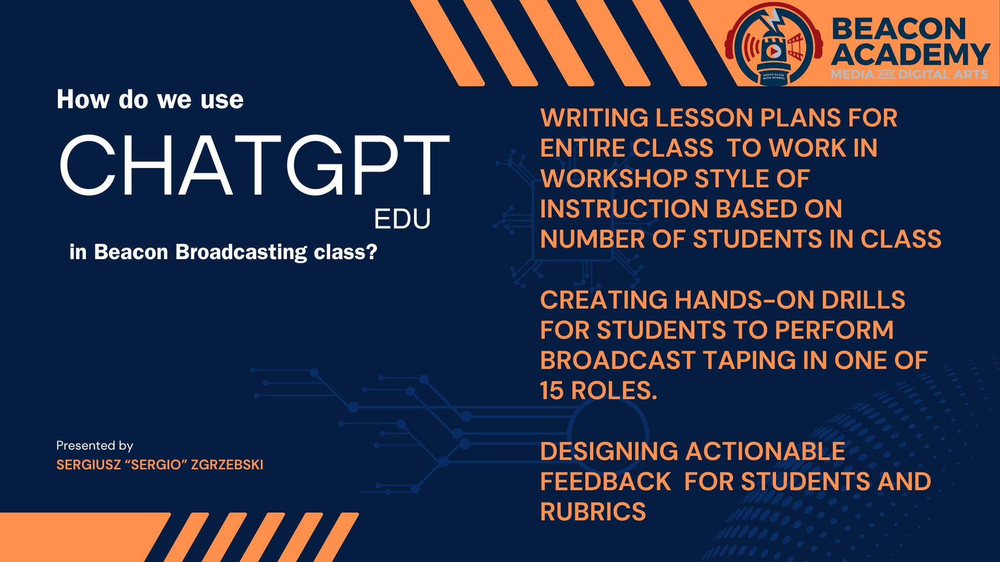 BEACON
ACADEMY
MEDIA AND DIGITAL ARTS
SOUTH ELGIN
HIGH SCHOOL
How do we use
CHATGPT
EDU
in Beacon Broadcasting class?
Presented by
SERGIUSZ “SERGIO” ZGRZEBSKI
WRITING LESSON PLANS FOR
ENTIRE CLASS  TO WORK IN
WORKSHOP STYLE OF
INSTRUCTION BASED ON
NUMBER OF STUDENTS IN CLASS
CREATING HANDS-ON DRILLS
FOR STUDENTS TO PERFORM
BROADCAST TAPING IN ONE OF
15 ROLES.
DESIGNING ACTIONABLE
FEEDBACK  FOR STUDENTS AND
RUBRICS